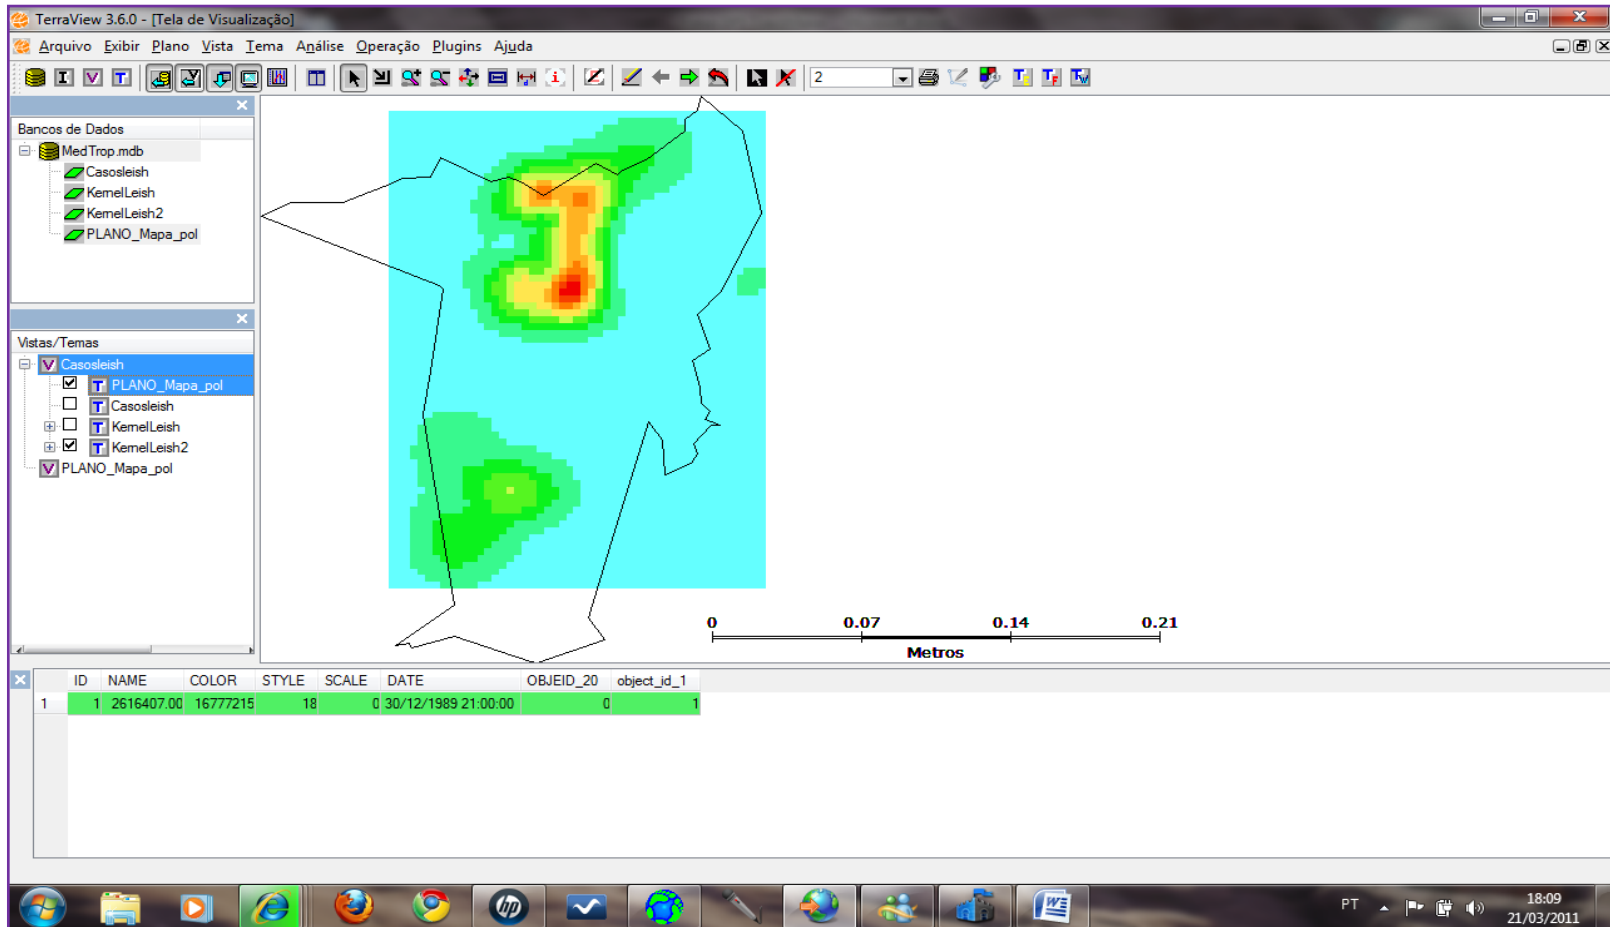 TerraView 3.6.0 - [Tela de Visualização]
Arquivo Exibir Plano Vista Tema Análise Operação Plugins Ajuda
2
Bancos de Dados
MedTrop.mdb
Casosleish
KernelLeish
KernelLeish2
PLANO_Mapa_pol
Vistas/Temas
Casosleish
PLANO_Mapa_pol
Casosleish
KernelLeish
KernelLeish2
PLANO_Mapa_pol
0 0.07 0.14 0.21
Metros
ID NAME COLOR STYLE SCALE DATE OBJEID_20 object_id_1
1 1 2616407.00 16777215 18 0 30/12/1989 21:00:00 0 1
PT
18:09
21/03/2011